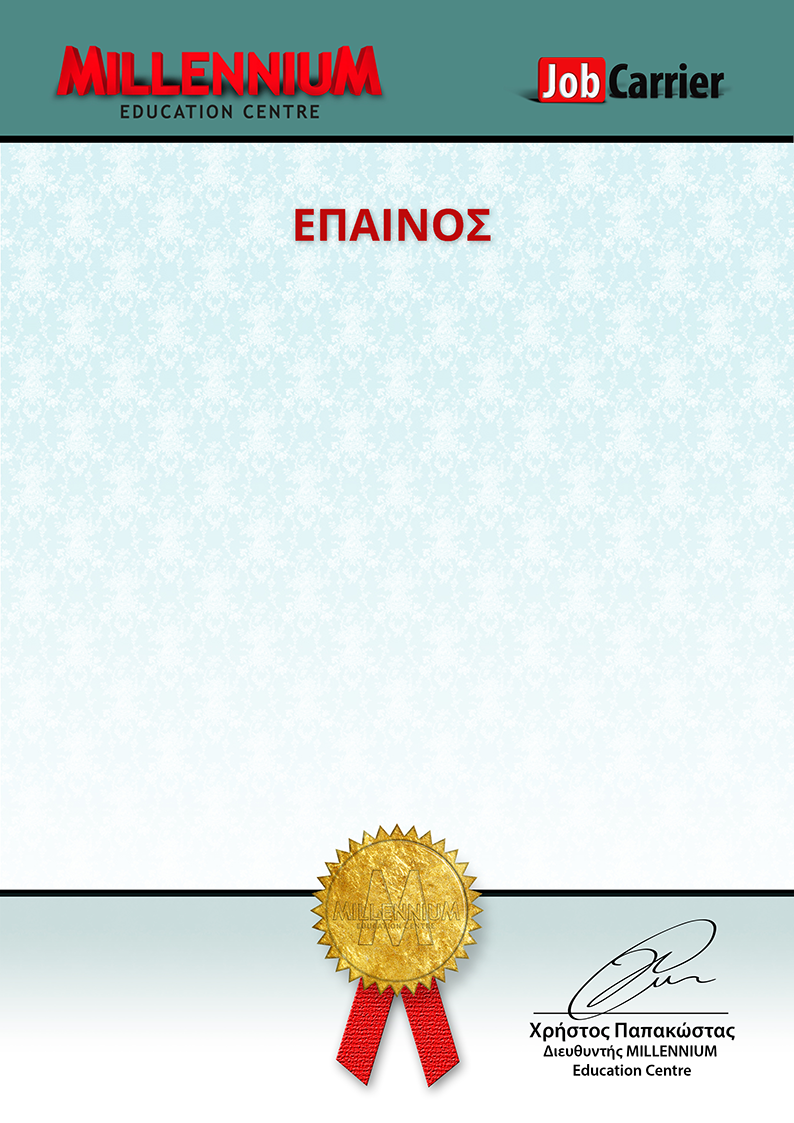 MILLENNIUM
EDUCATION CENTRE
Job Carrier
ΕΠΑΙΝΟΣ
M
MILLENNIUM
EDUCATION CENTRE
Χρήστος Παπακώστας
Διευθυντής MILLENNIUM
Education Centre